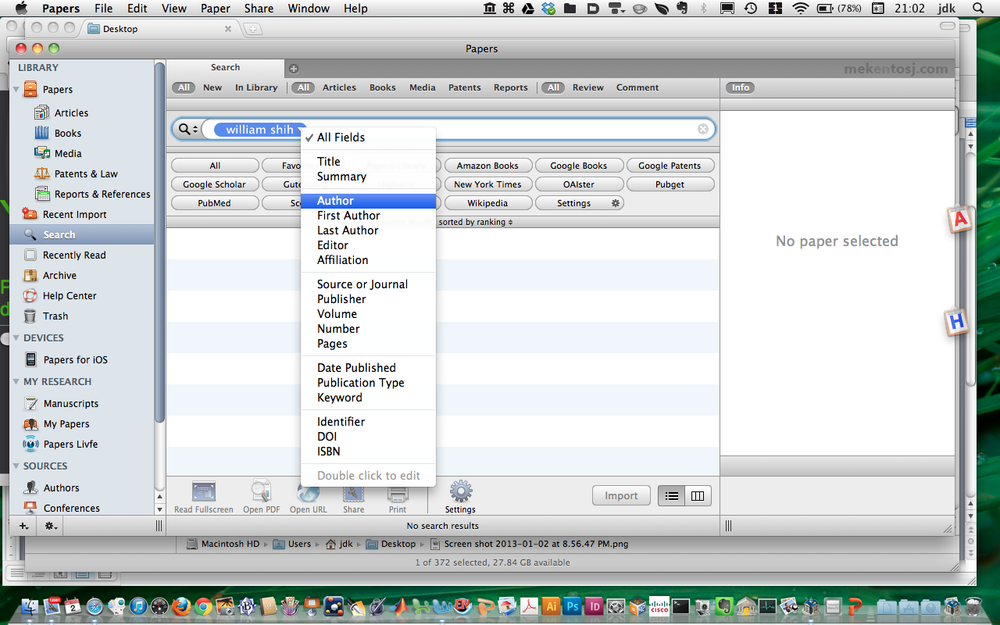 Papers File Edit View Paper Share Window Help (78%) 21:02 jdk
Desktop
Papers
LIBRARY
Papers
Articles
Books
Media
Patents & Law
Reports & References
Recent Import
Search
Recently Read
Archive
Help Center
Trash
DEVICES
Papers for iOS
MY RESEARCH
Manuscripts
My Papers
Papers Livfe
SOURCES
Authors
Conferences
Search
mekentosj.com
All New In Library All Articles Books Media Patents Reports All Review Comment Info
william shih
All Fields
Title
Summary
Author
First Author
Last Author
Editor
Affiliation
Source or Journal
Publisher
Volume
Number
Pages
Date Published
Publication Type
Keyword
Identifier
DOI
ISBN
Double click to edit
All Favo Amazon Books Google Books Google Patents
Google Scholar Gute New York Times OAIster Pubget
PubMed Sc Wikipedia Settings
sorted by ranking
No paper selected
A
H
Read Fullscreen Open PDF Open URL Share Print Settings Import
No search results
Macintosh HD Users jdk Desktop Screen shot 2013-01-02 at 8.56.47 PM.png
1 of 372 selected, 27.84 GB available
2 EN Ai Ps Id CISCO